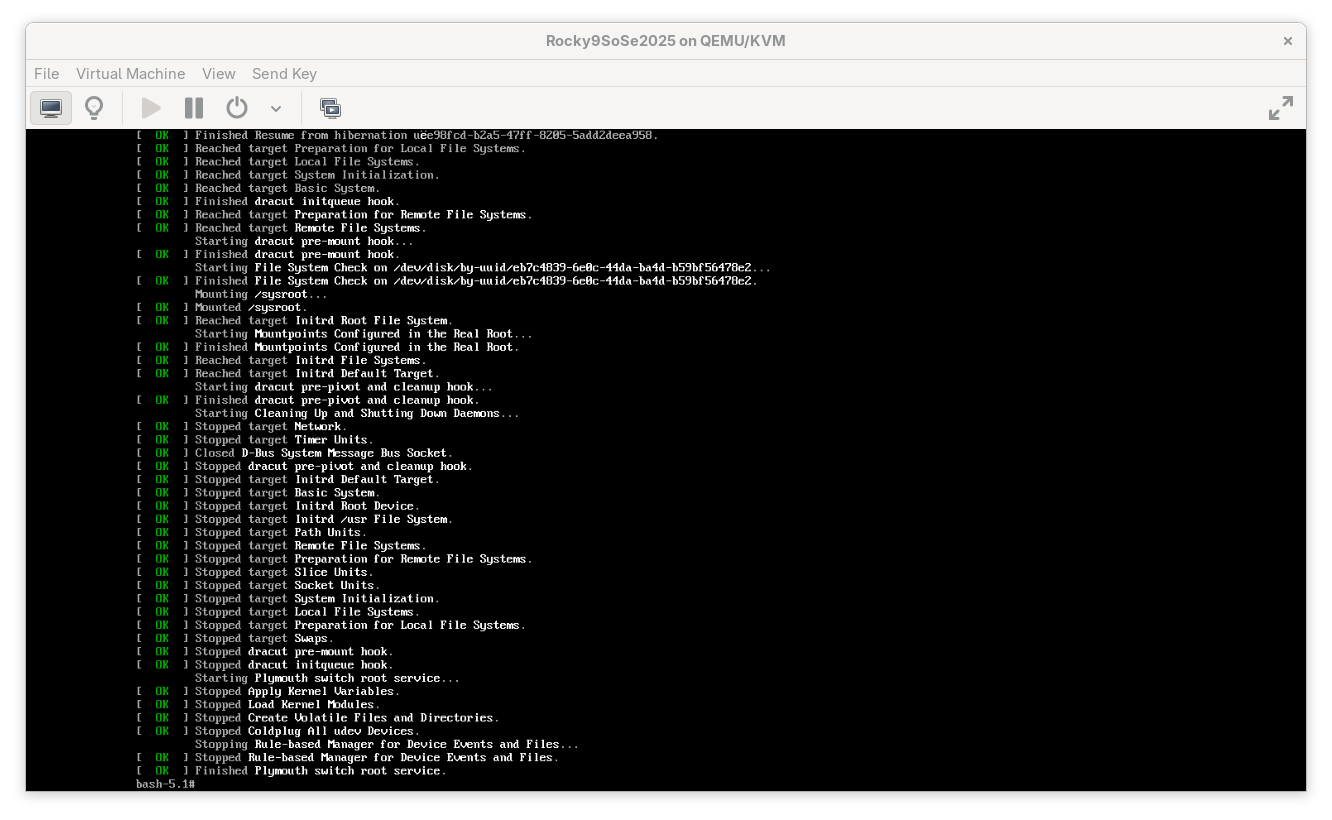 Rocky9SoSe2025 on QEMU/KVM
File Virtual Machine View Send Key
[ OK ] Finished Resume from hibernation
[ OK ] Reached target Preparation for Local File Systems.
[ OK ] Reached target Local File Systems.
[ OK ] Reached target System Initialization.
[ OK ] Reached target Basic System.
[ OK ] Finished dracut initqueue hook.
[ OK ] Reached target Preparation for Remote File Systems.
[ OK ] Reached target Remote File Systems.
Starting dracut pre-mount hook...
[ OK ] Finished dracut pre-mount hook.
Starting File System Check on /dev/disk/by-uuid/eb7c4839-6e0c-44da-ba4d-b59bf56478e2...
[ OK ] Finished File System Check on /dev/disk/by-uuid/eb7c4839-6e0c-44da-ba4d-b59bf56478e2.
Mounting /sysroot...
[ OK ] Mounted /sysroot.
[ OK ] Reached target Initrd Root File System.
Starting Mountpoints Configured in the Real Root...
[ OK ] Finished Mountpoints Configured in the Real Root.
[ OK ] Reached target Initrd File Systems.
[ OK ] Reached target Initrd Default Target.
Starting dracut pre-pivot and cleanup hook...
[ OK ] Finished dracut pre-pivot and cleanup hook.
Starting Cleaning Up and Shutting Down Daemons...
[ OK ] Stopped target Network.
[ OK ] Stopped target Timer Units.
[ OK ] Closed D-Bus System Message Bus Socket.
[ OK ] Stopped dracut pre-pivot and cleanup hook.
[ OK ] Stopped target Initrd Default Target.
[ OK ] Stopped target Basic System.
[ OK ] Stopped target Initrd Root Device.
[ OK ] Stopped target Initrd /usr File System.
[ OK ] Stopped target Path Units.
[ OK ] Stopped target Remote File Systems.
[ OK ] Stopped target Preparation for Remote File Systems.
[ OK ] Stopped target Slice Units.
[ OK ] Stopped target Socket Units.
[ OK ] Stopped target System Initialization.
[ OK ] Stopped target Local File Systems.
[ OK ] Stopped target Preparation for Local File Systems.
[ OK ] Stopped target Swaps.
[ OK ] Stopped dracut pre-mount hook.
[ OK ] Stopped dracut initqueue hook.
Starting Plymouth switch root service...
[ OK ] Stopped Apply Kernel Variables.
[ OK ] Stopped Load Kernel Modules.
[ OK ] Stopped Create Volatile Files and Directories.
[ OK ] Stopped Coldplug All udev Devices.
Stopping Rule-based Manager for Device Events and Files...
[ OK ] Stopped Rule-based Manager for Device Events and Files.
[ OK ] Finished Plymouth switch root service.
bash-5.1#